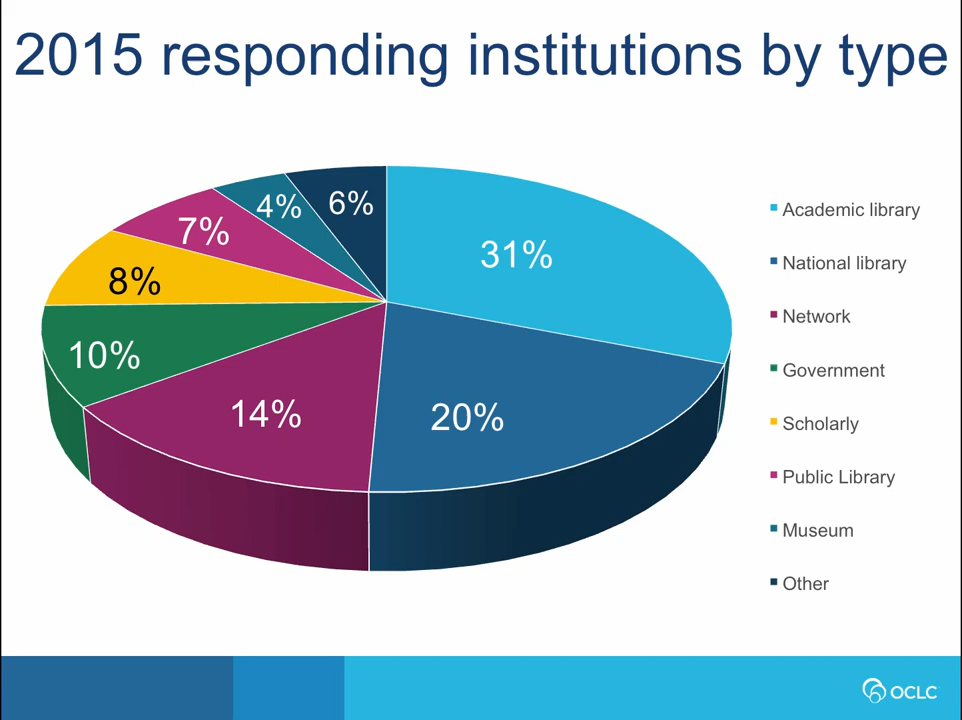 2015 responding institutions by type
4%
6%
7%
31%
8%
10%
14%
20%
Academic library
National library
Network
Government
Scholarly
Public Library
Museum
Other
OCLC